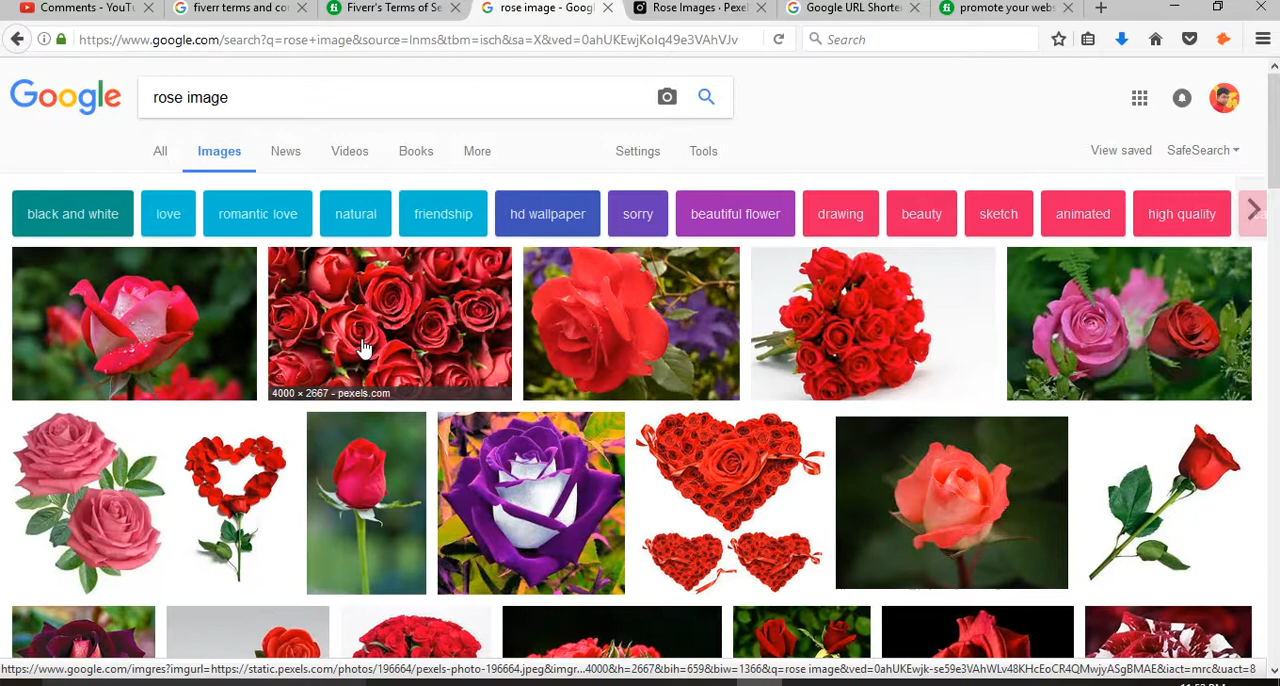 Comments - YouTu
fiverr terms and co
Fiverr's Terms of Se
rose image - Goog
Rose Images · Pexel
Google URL Shorte
promote your webs
https://www.google.com/search?q=rose+image&source=lnms&tbm=isch&sa=X&ved=0ahUKEwjKoIq49e3VAhVJv
Search
Google
rose image
All
Images
News
Videos
Books
More
Settings
Tools
View saved
SafeSearch
black and white
love
romantic love
natural
friendship
hd wallpaper
sorry
beautiful flower
drawing
beauty
sketch
animated
high quality
4000 × 2667 - pexels.com
https://www.google.com/imgres?imgurl=https://static.pexels.com/photos/196664/pexels-photo-196664.jpeg&img...4000&h=2667&bih=659&biw=1366&q=rose image&ved=0ahUKEwjk-se59e3VAhWLv48KHcEoCR4QMwjyASgBMAE&iact=mrc&uact=8